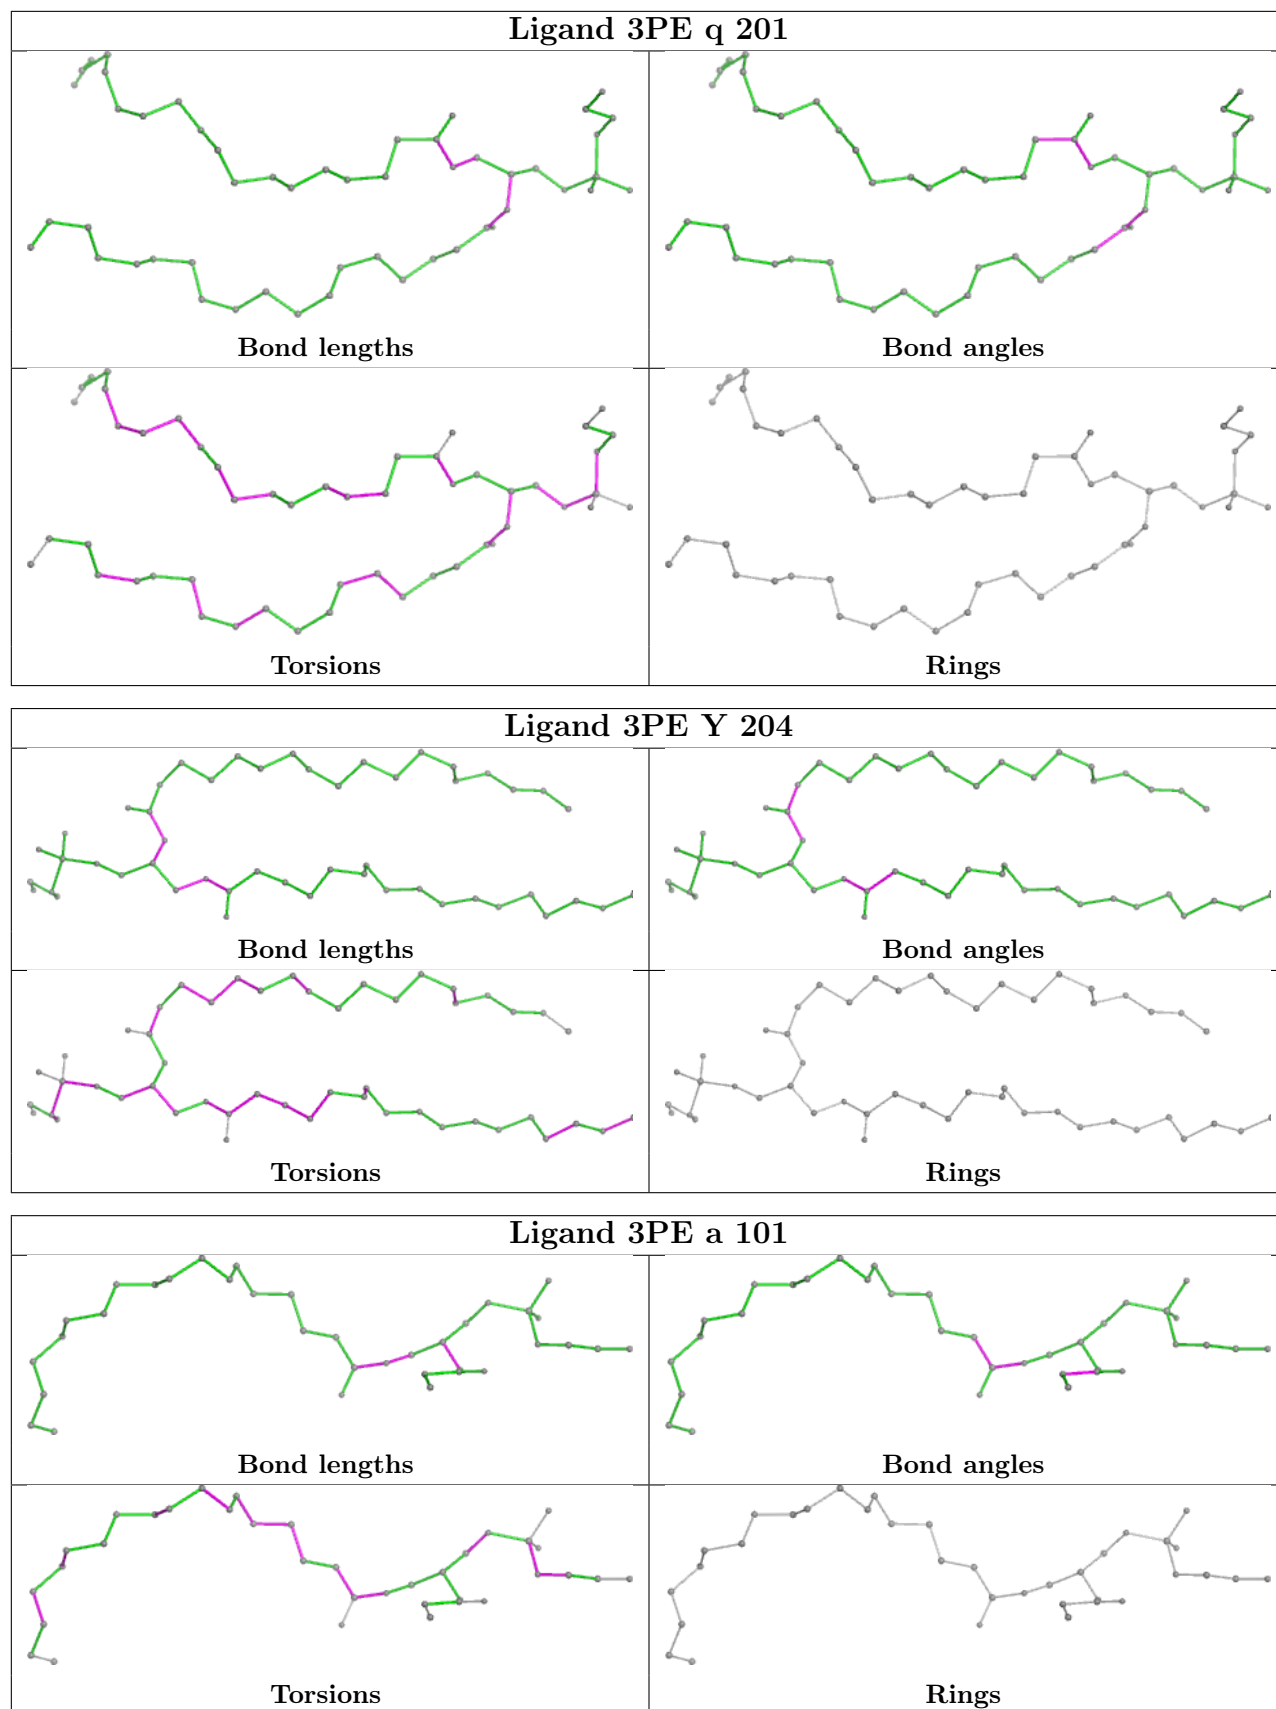 Ligand 3PE q 201
Bond lengths
Bond angles
Torsions
Rings
Ligand 3PE Y 204
Bond lengths
Bond angles
Torsions
Rings
Ligand 3PE a 101
Bond lengths
Bond angles
Torsions
Rings